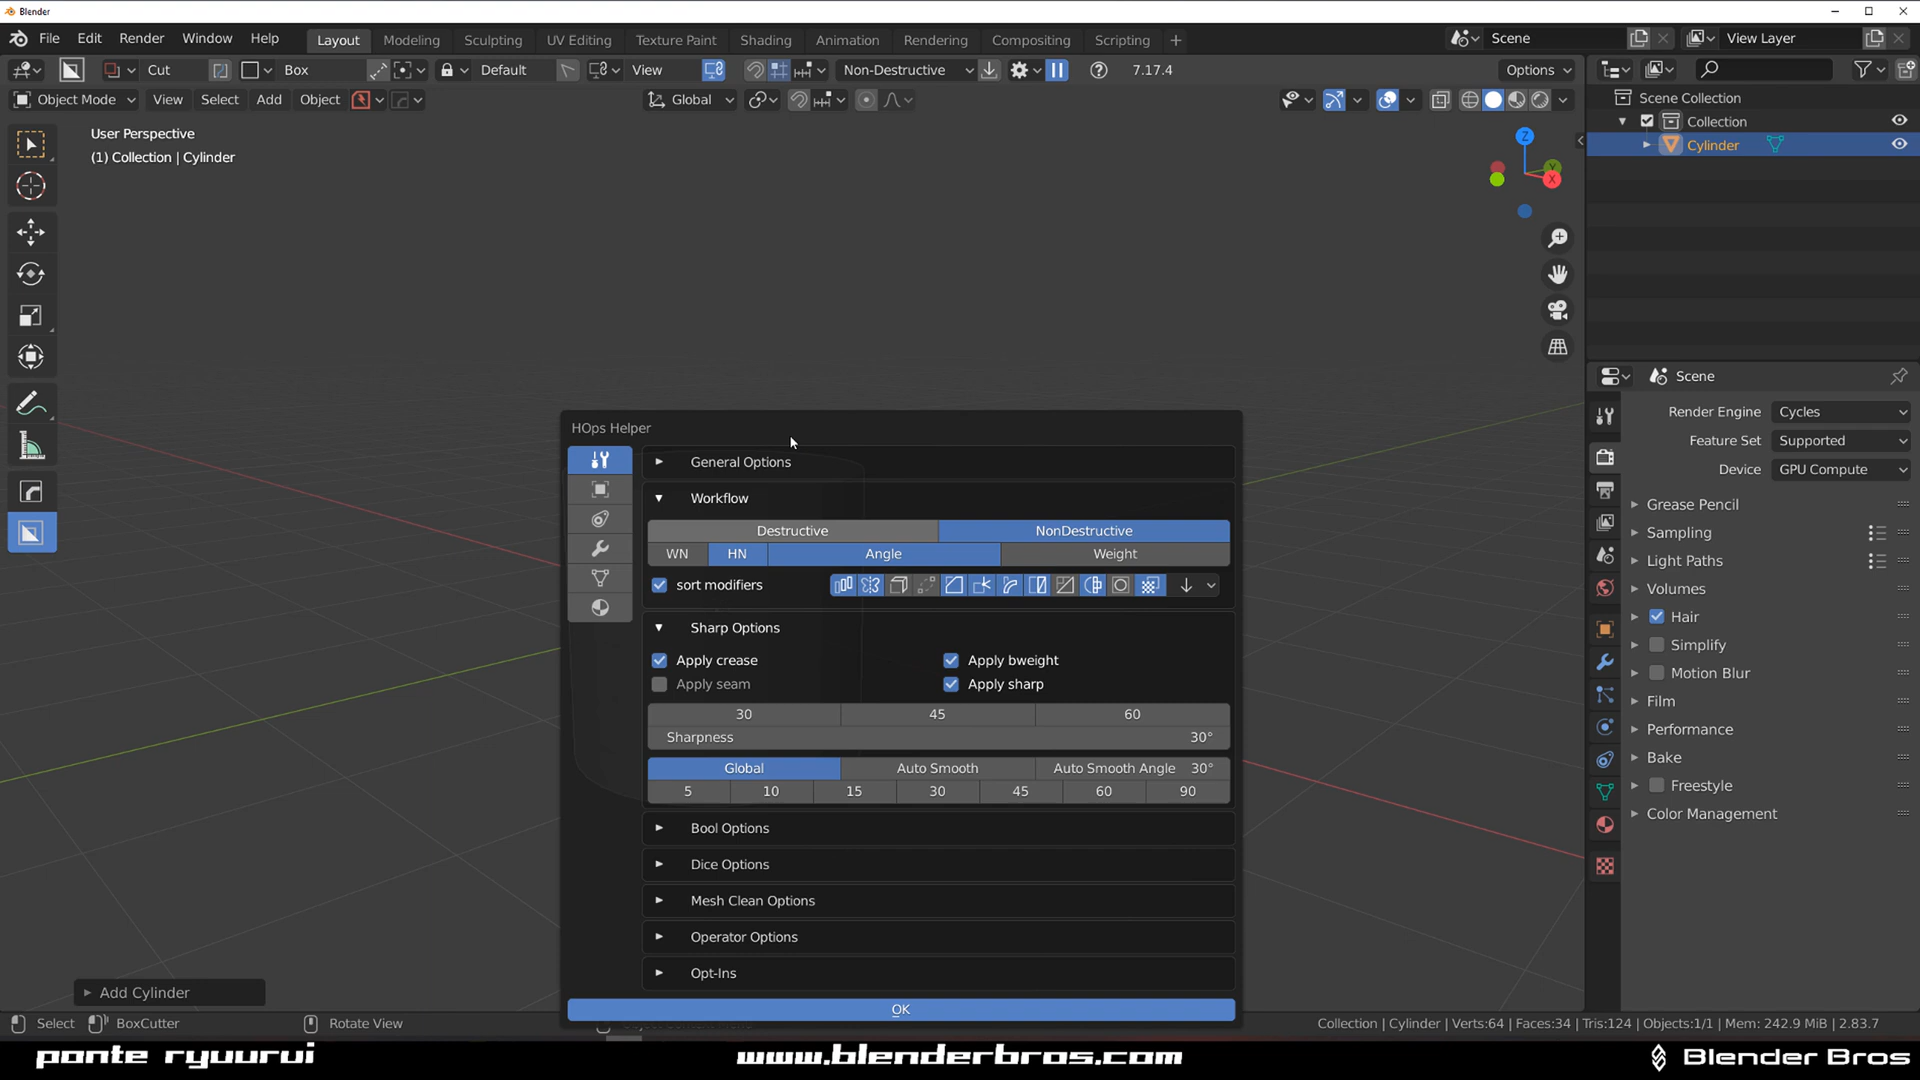 Blender
File Edit Render Window Help Layout Modeling Sculpting UV Editing Texture Paint Shading Animation Rendering Compositing Scripting + Scene View Layer
Cut Box Default View Non-Destructive 7.17.4 Options
Object Mode View Select Add Object Global
Scene Collection
Collection
Cylinder
User Perspective
(1) Collection | Cylinder
Z
Y
X
HOps Helper
General Options
Workflow
Destructive NonDestructive
WN HN Angle Weight
sort modifiers
Sharp Options
Apply crease Apply bweight
Apply seam Apply sharp
30 45 60
Sharpness 30°
Global Auto Smooth Auto Smooth Angle 30°
5 10 15 30 45 60 90
Bool Options
Dice Options
Mesh Clean Options
Operator Options
Opt-Ins
OK
Scene
Render Engine Cycles
Feature Set Supported
Device GPU Compute
Grease Pencil
Sampling
Light Paths
Volumes
Hair
Simplify
Motion Blur
Film
Performance
Bake
Freestyle
Color Management
Add Cylinder
Select BoxCutter Rotate View Collection | Cylinder | Verts:64 | Faces:34 | Tris:124 | Objects:1/1 | Mem: 242.9 MiB | 2.83.7
ponte ryuurui www.blenderbros.com Blender Bros